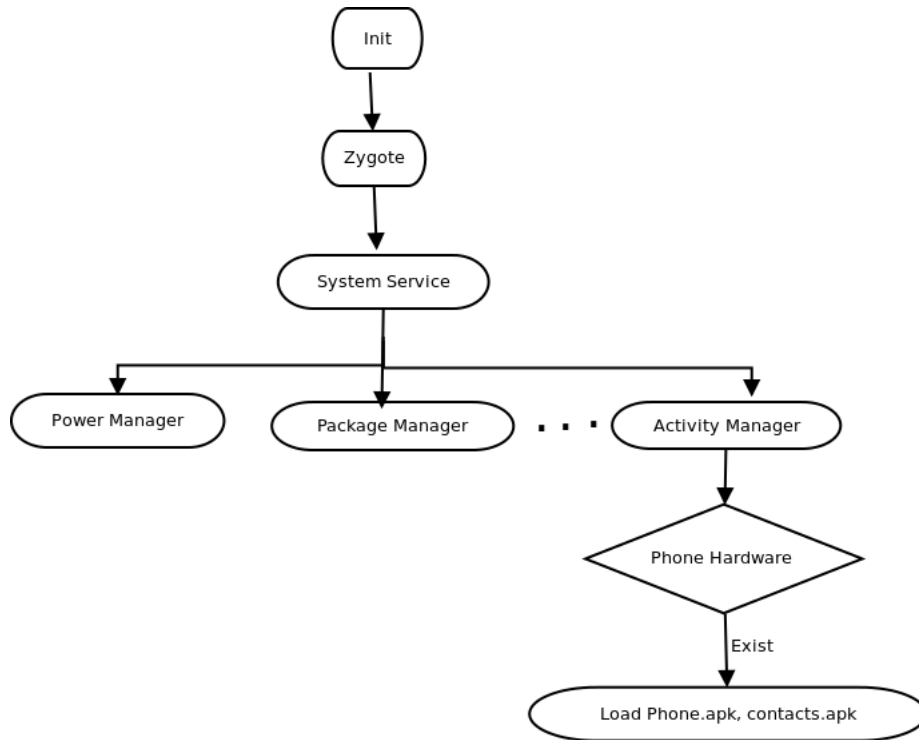 Init
Zygote
System Service
Power Manager
Package Manager
. . .
Activity Manager
Phone Hardware
Exist
Load Phone.apk, contacts.apk